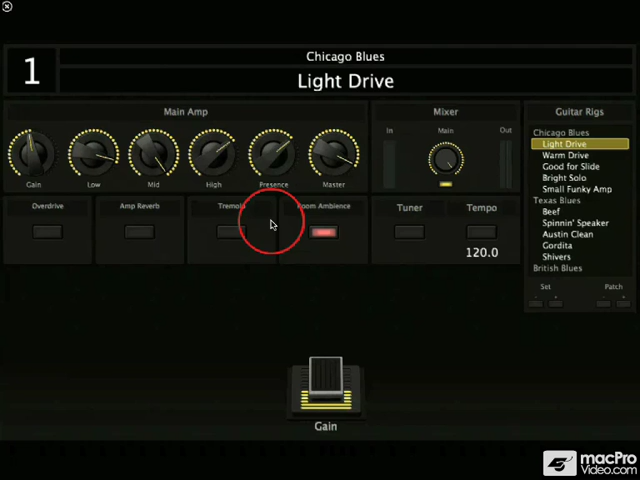 1
Chicago Blues
Light Drive
Main Amp
Gain
Low
Mid
High
Presence
Master
Mixer
In
Main
Out
Guitar Rigs
Chicago Blues
Light Drive
Warm Drive
Good for Slide
Bright Solo
Small Funky Amp
Texas Blues
Beef
Spinnin' Speaker
Austin Clean
Gordita
Shivers
British Blues
Set
Patch
- +
- +
Overdrive
Amp Reverb
Tremolo
Room Ambience
Tuner
Tempo
120.0
Gain
macPro
Video.com